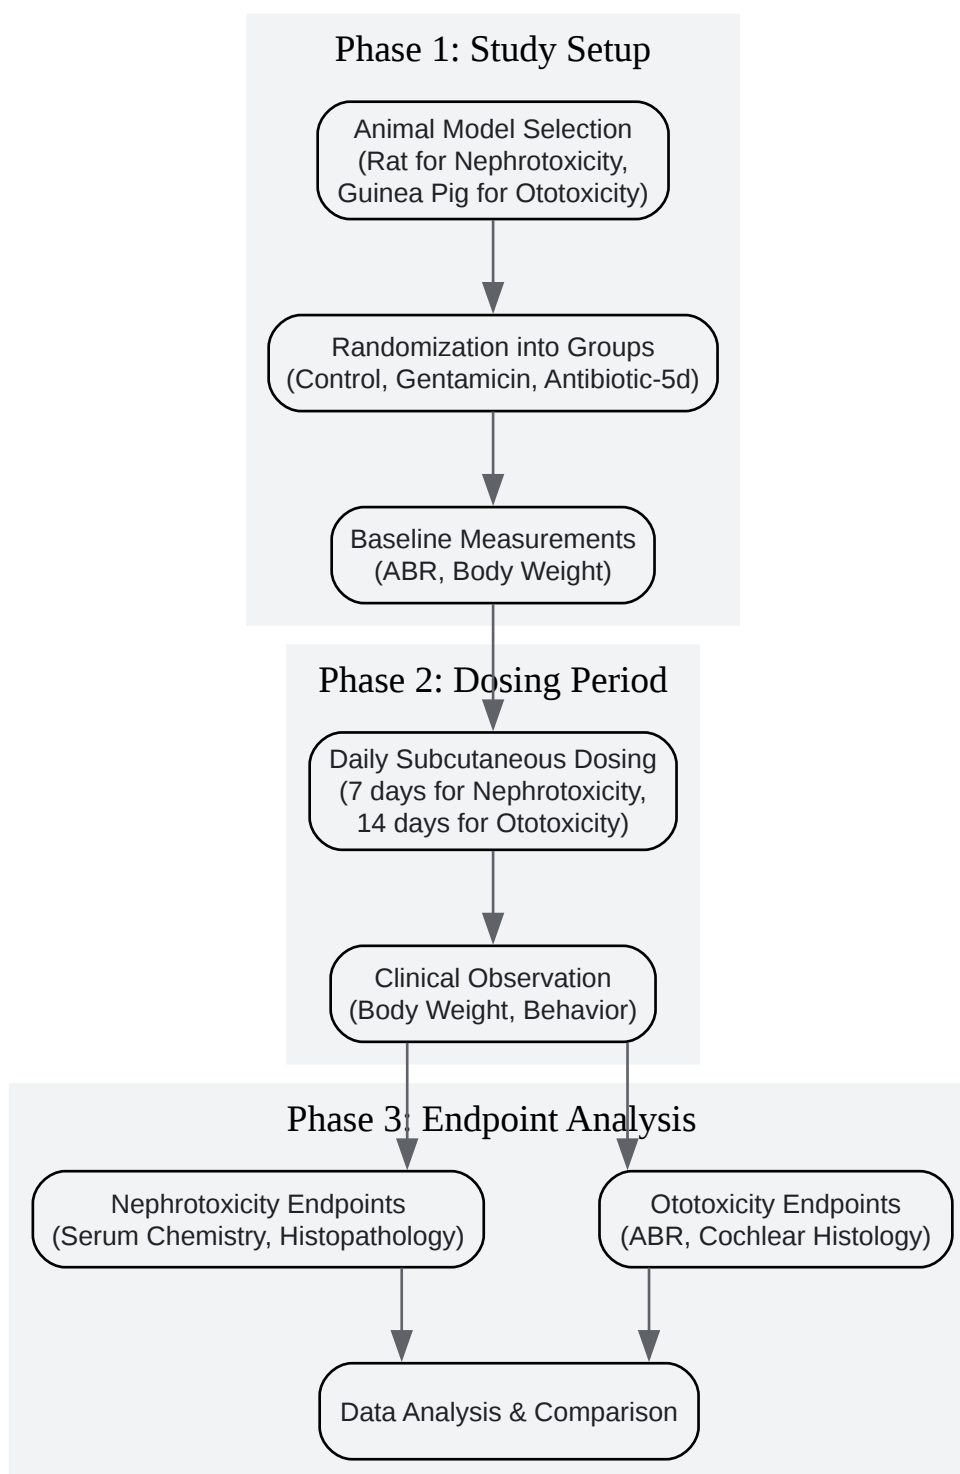 Phase 1: Study Setup
Animal Model Selection
(Rat for Nephrotoxicity,
Guinea Pig for Ototoxicity)
Randomization into Groups
(Control, Gentamicin, Antibiotic-5d)
Baseline Measurements
(ABR, Body Weight)
Phase 2: Dosing Period
Daily Subcutaneous Dosing
(7 days for Nephrotoxicity,
14 days for Ototoxicity)
Clinical Observation
(Body Weight, Behavior)
Phase 3: Endpoint Analysis
Nephrotoxicity Endpoints
(Serum Chemistry, Histopathology)
Ototoxicity Endpoints
(ABR, Cochlear Histology)
Data Analysis & Comparison